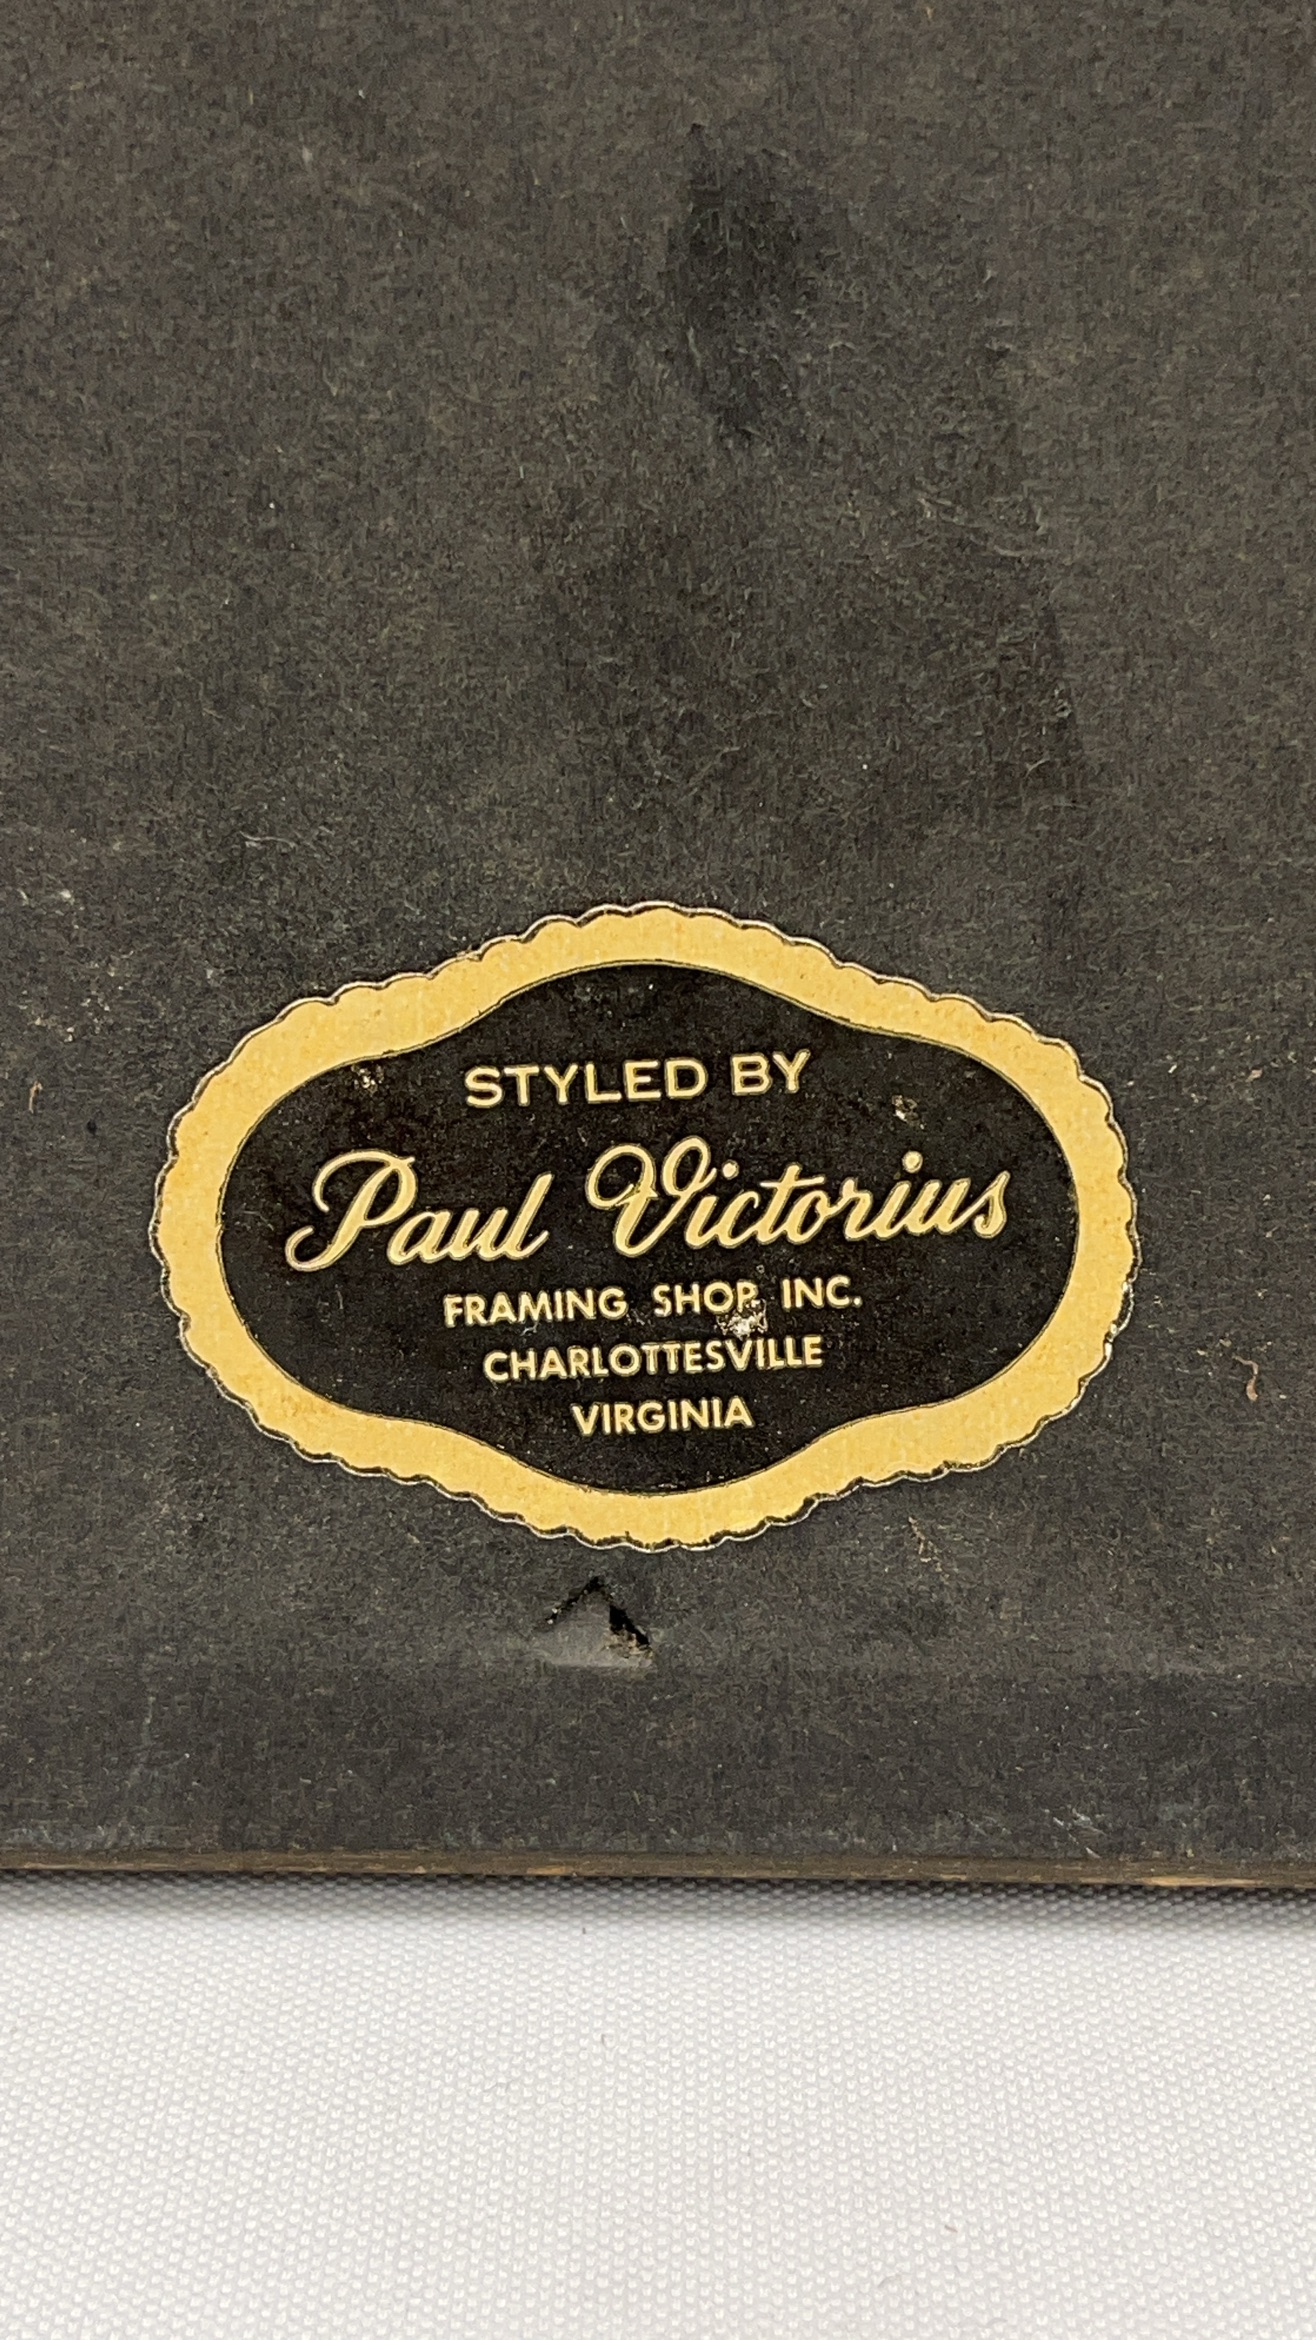 STYLED BY
Paul Victorius
FRAMING SHOP, INC.
CHARLOTTESVILLE
VIRGINIA